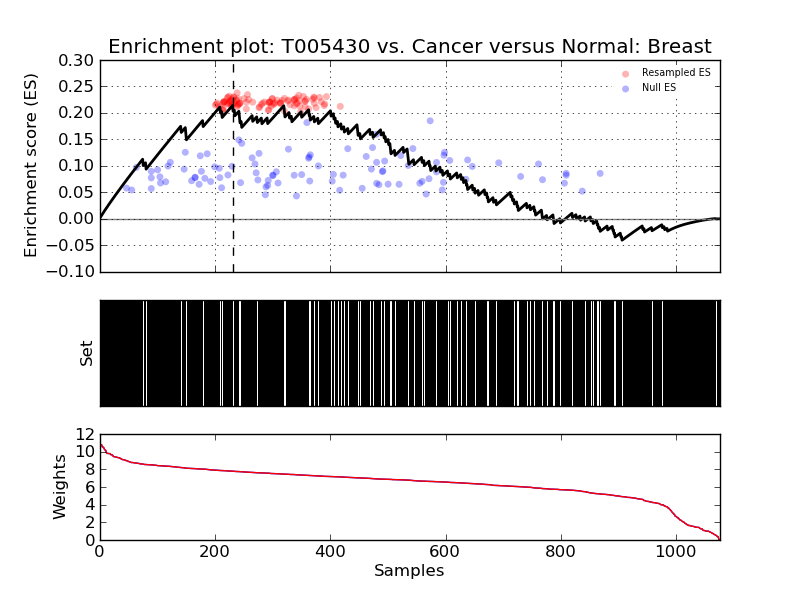 Enrichment plot: T005430 vs. Cancer versus Normal: Breast
Enrichment score (ES)
0.30
0.25
0.20
0.15
0.10
0.05
0.00
−0.05
−0.10
Resampled ES
Null ES
Set
Weights
12
10
8
6
4
2
0
0 200 400 600 800 1000
Samples